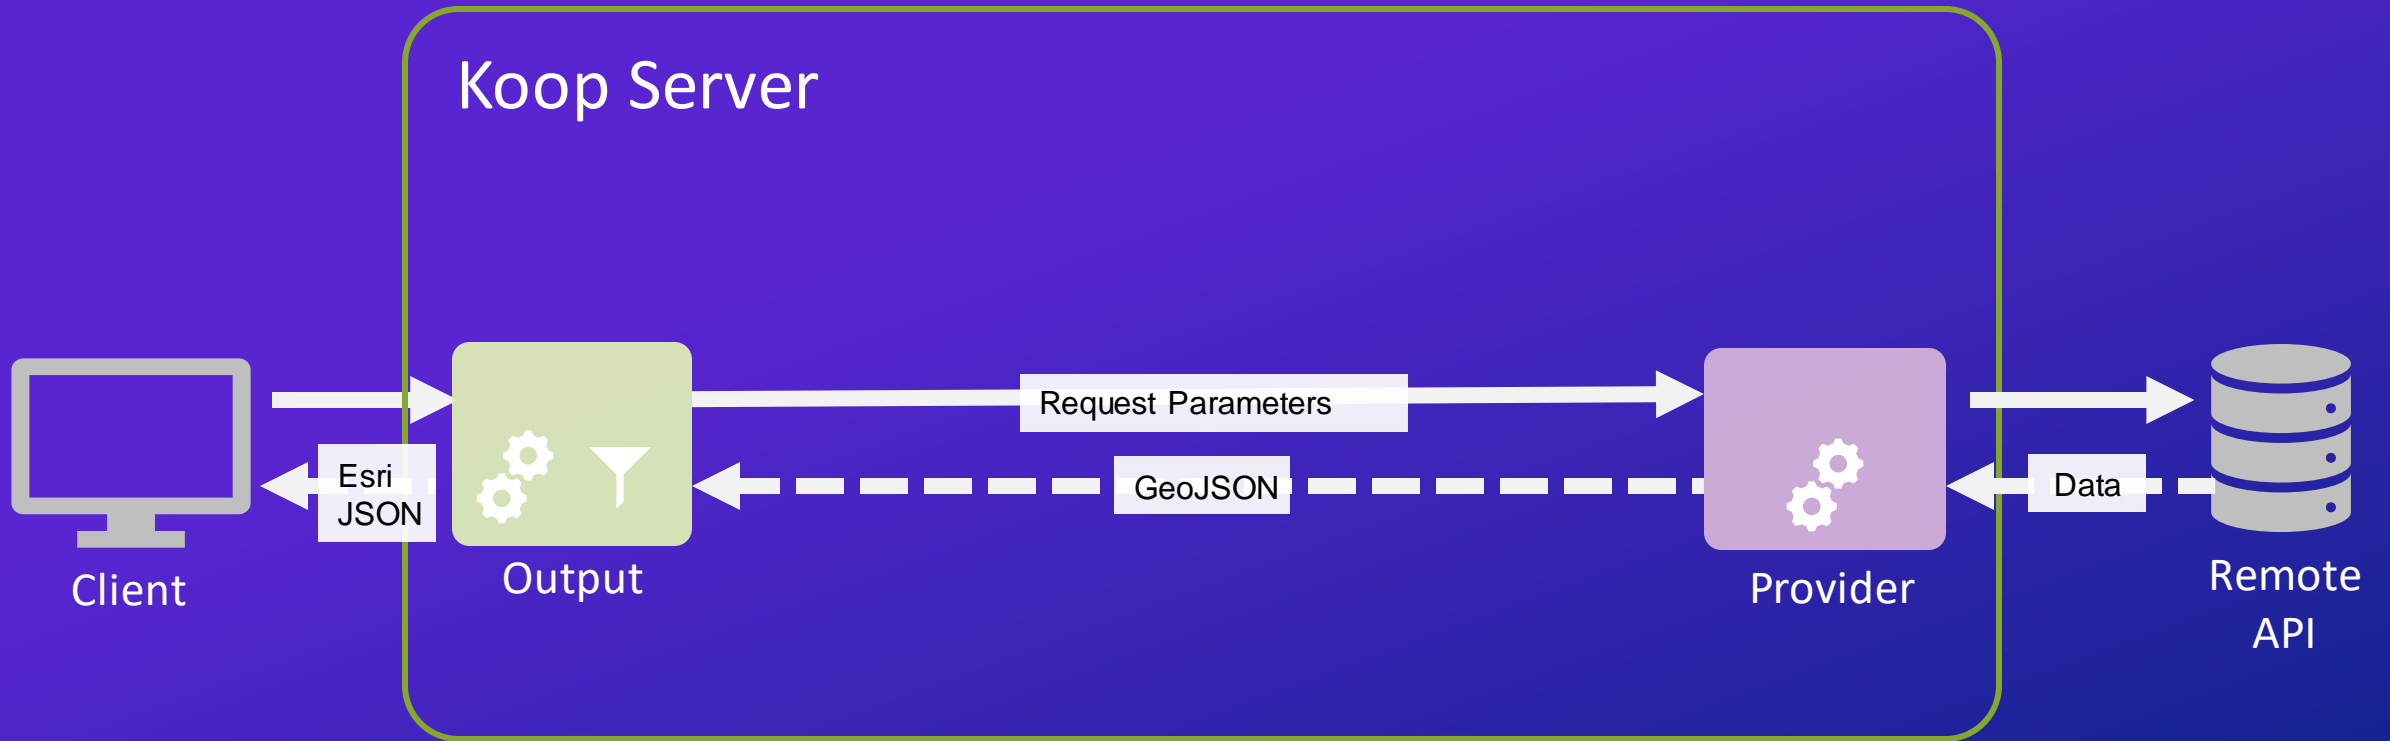 Koop Server
Request Parameters
Esri
JSON
GeoJSON
Data
Client
Output
Provider
Remote
API